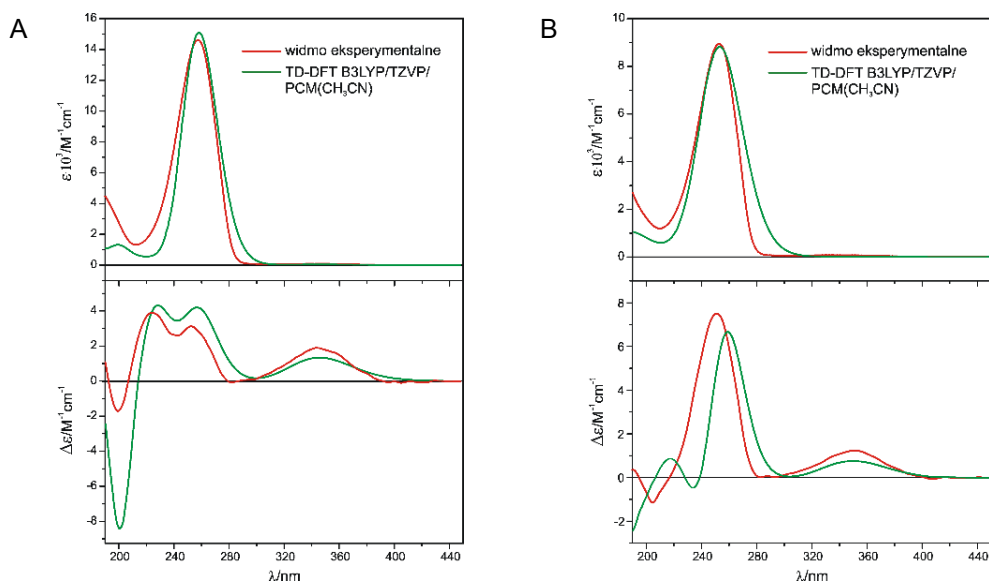 A
16
14
12
10
8
6
4
2
0
ε·10³/M⁻¹cm⁻¹
widmo eksperymentalne
TD-DFT B3LYP/TZVP/
PCM(CH₃CN)
4
2
0
-2
-4
-6
-8
Δε/M⁻¹cm⁻¹
200 240 280 320 360 400 440
λ/nm
B
10
8
6
4
2
0
ε·10³/M⁻¹cm⁻¹
widmo eksperymentalne
TD-DFT B3LYP/TZVP/
PCM(CH₃CN)
8
6
4
2
0
-2
Δε/M⁻¹cm⁻¹
200 240 280 320 360 400 440
λ/nm